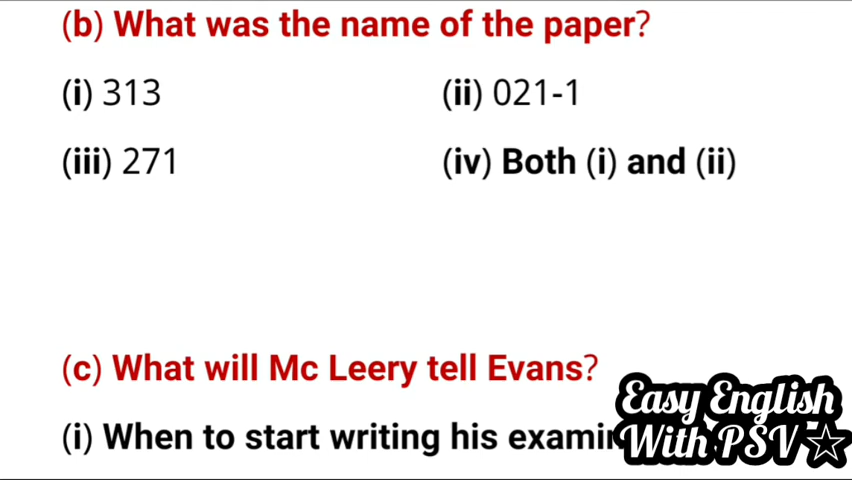 (b) What was the name of the paper?
(i) 313 (ii) 021-1
(iii) 271 (iv) Both (i) and (ii)
(c) What will Mc Leery tell Evans?
(i) When to start writing his
Easy English
With PSV